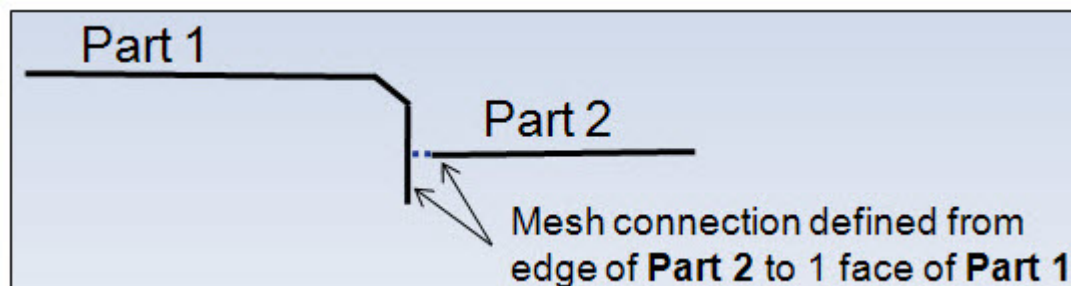 Part 1
Part 2
Mesh connection defined from
edge of Part 2 to 1 face of Part 1